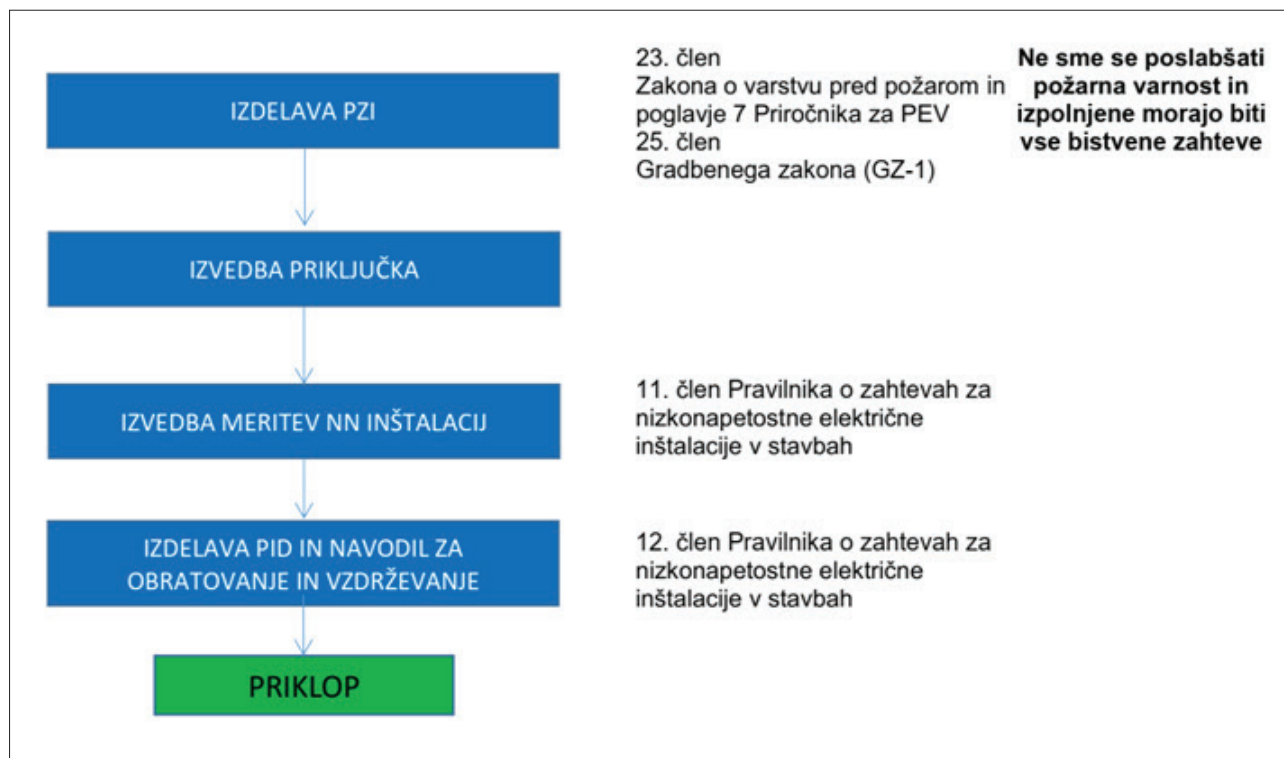 IZDELAVA PZI
23. člen
Zakona o varstvu pred požarom in
poglavje 7 Priročnika za PEV
25. člen
Gradbenega zakona (GZ-1)
Ne sme se poslabšati
požarna varnost in
izpolnjene morajo biti
vse bistvene zahteve
IZVEDBA PRIKLJUČKA
IZVEDBA MERITEV NN INŠTALACIJ
11. člen Pravilnika o zahtevah za
nizkonapetostne električne
inštalacije v stavbah
IZDELAVA PID IN NAVODIL ZA
OBRATOVANJE IN VZDRŽEVANJE
12. člen Pravilnika o zahtevah za
nizkonapetostne električne
inštalacije v stavbah
PRIKLOP